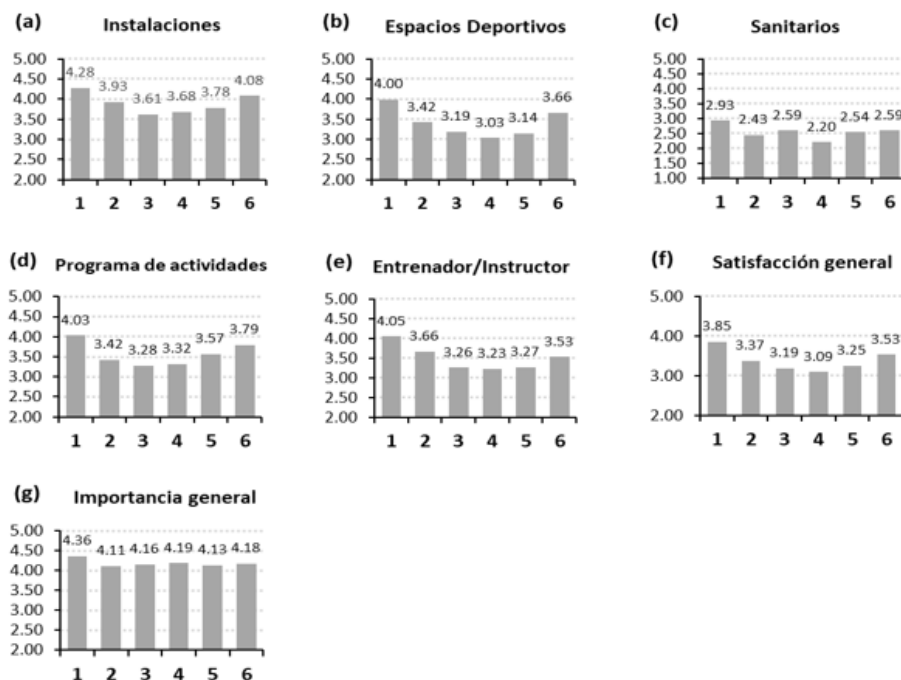 (a) Instalaciones
5.00
4.50
4.00
3.50
3.00
2.50
2.00
4.28 3.93 3.61 3.68 3.78 4.08
1 2 3 4 5 6
(b) Espacios Deportivos
5.00
4.50
4.00
3.50
3.00
2.50
2.00
4.00 3.42 3.19 3.03 3.14 3.66
1 2 3 4 5 6
(c) Sanitarios
5.00
4.50
4.00
3.50
3.00
2.50
2.00
1.50
1.00
2.93 2.43 2.59 2.20 2.54 2.59
1 2 3 4 5 6
(d) Programa de actividades
5.00
4.50
4.00
3.50
3.00
2.50
2.00
4.03 3.42 3.28 3.32 3.57 3.79
1 2 3 4 5 6
(e) Entrenador/Instructor
5.00
4.50
4.00
3.50
3.00
2.50
2.00
4.05 3.66 3.26 3.23 3.27 3.53
1 2 3 4 5 6
(f) Satisfacción general
5.00
4.00
3.00
2.00
3.85 3.37 3.19 3.09 3.25 3.53
1 2 3 4 5 6
(g) Importancia general
5.00
4.50
4.00
3.50
3.00
2.50
2.00
4.36 4.11 4.16 4.19 4.13 4.18
1 2 3 4 5 6